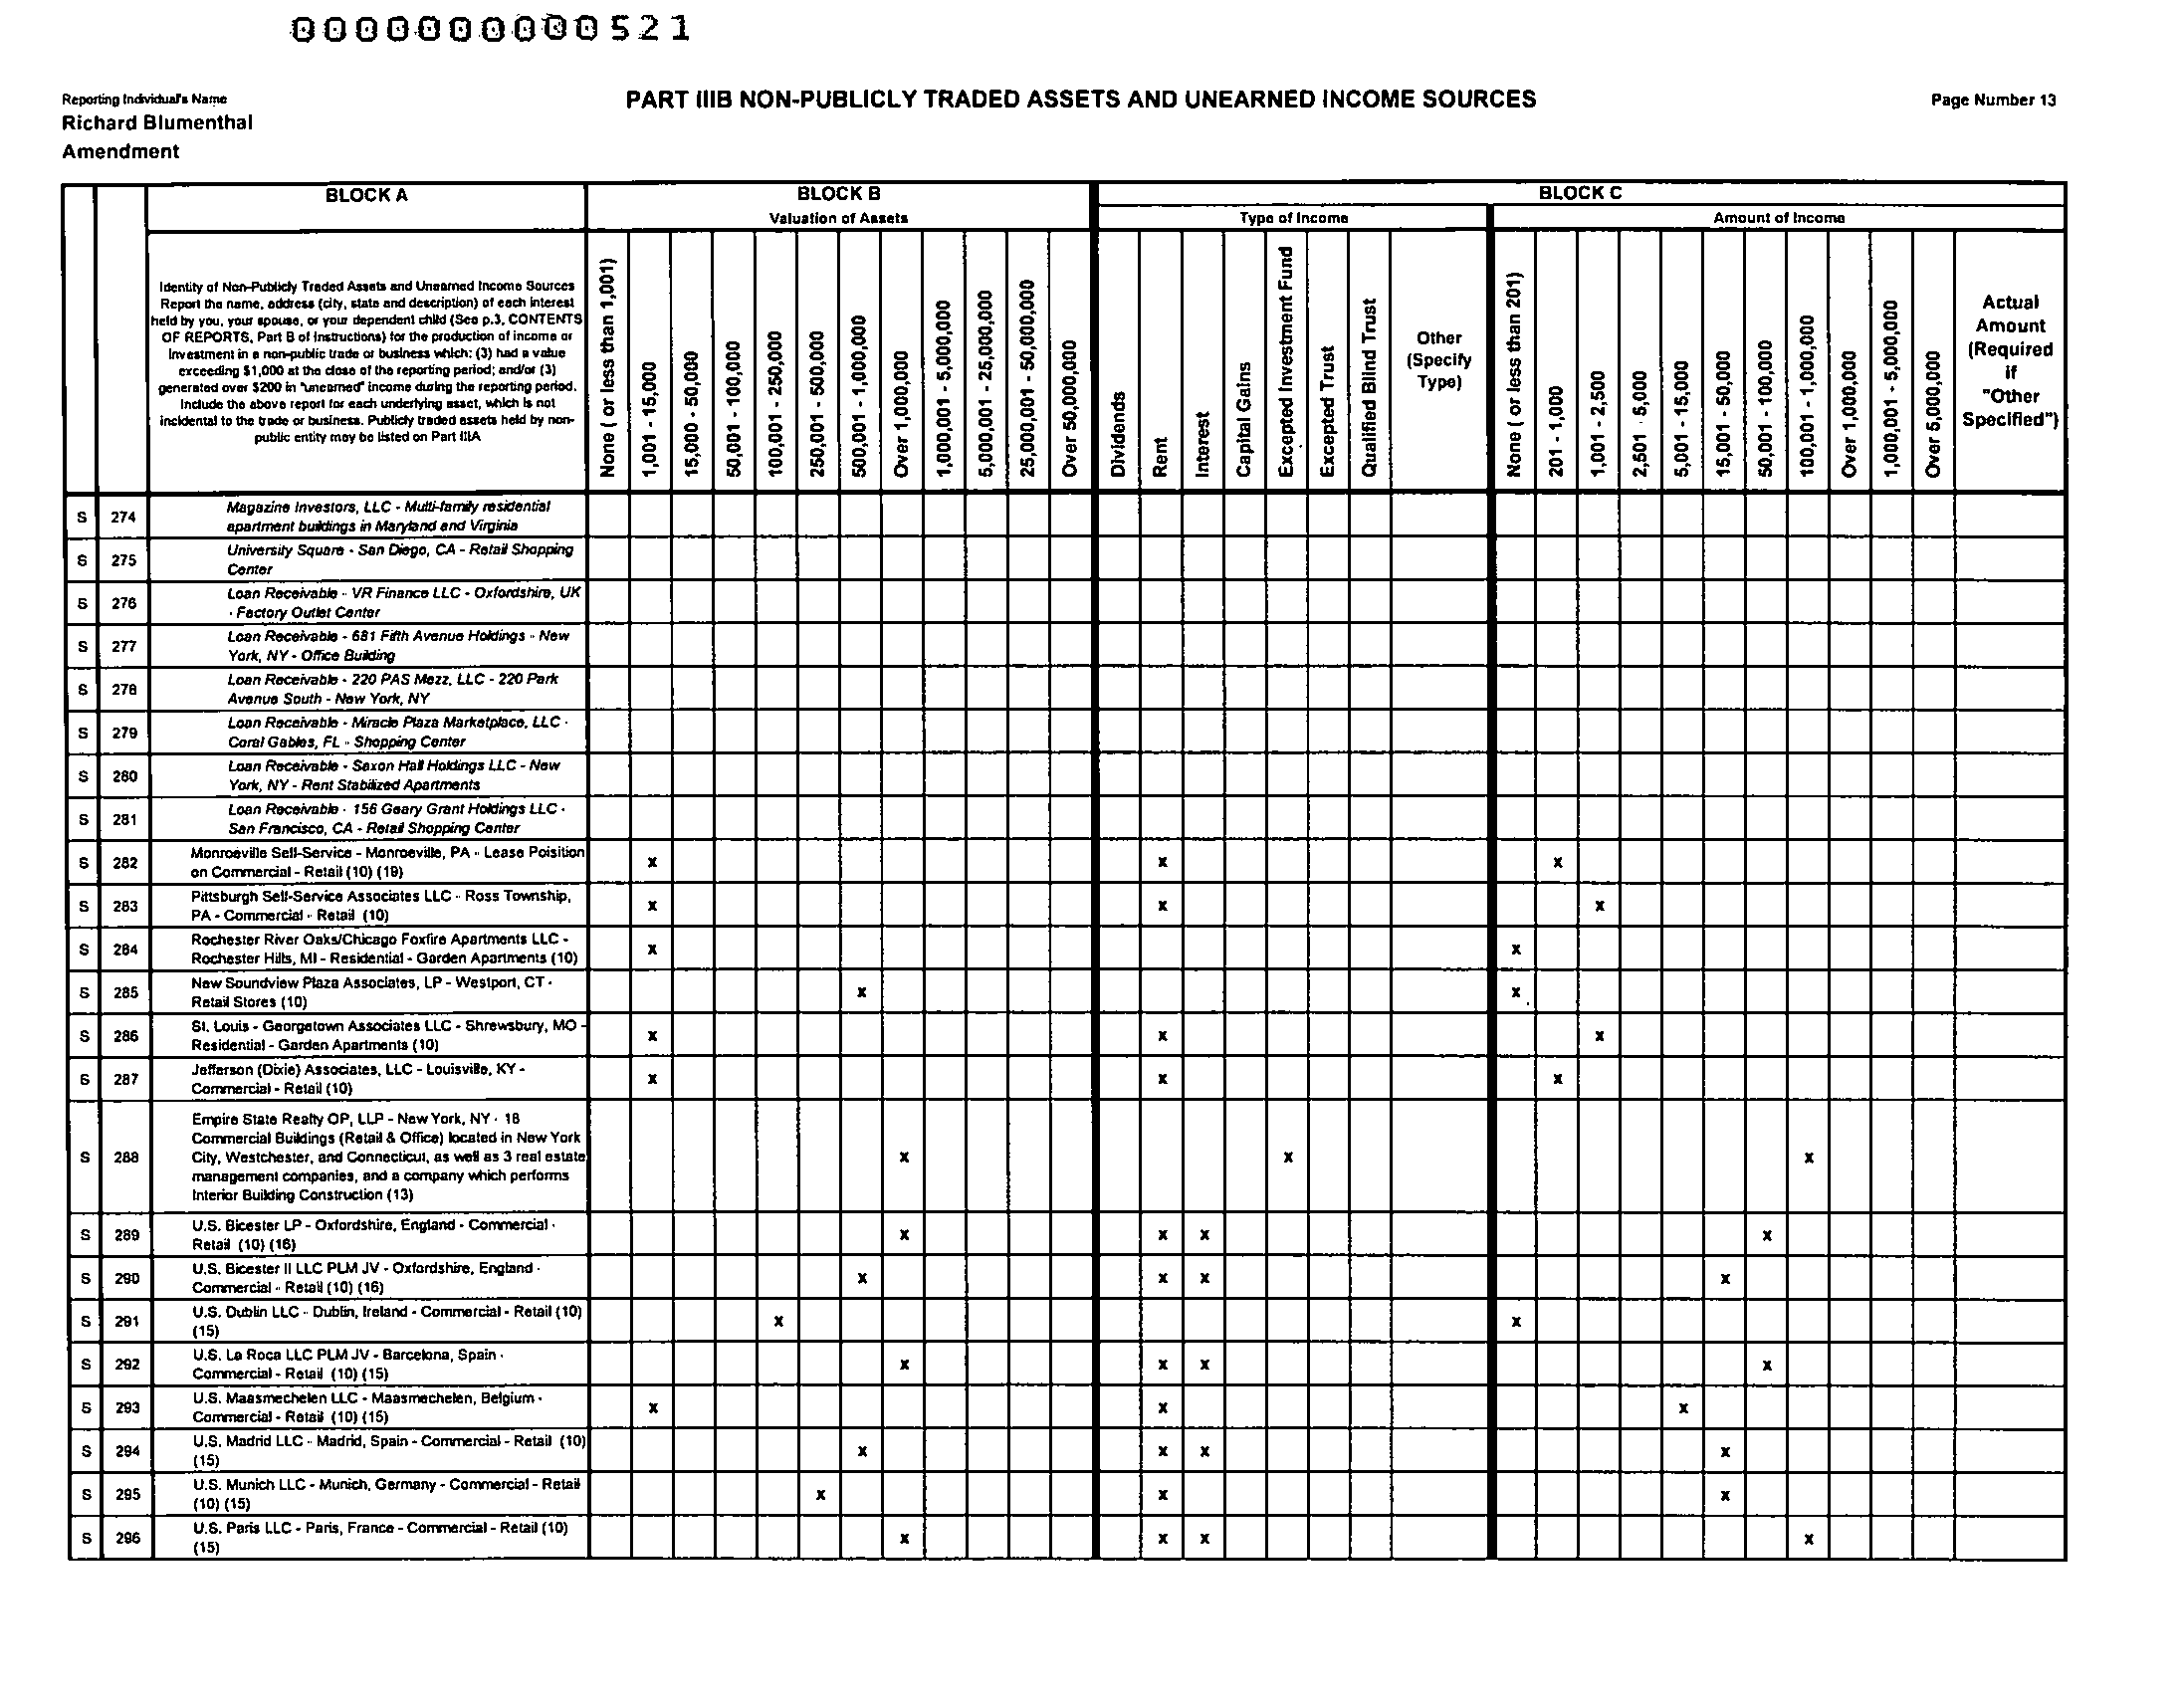 0000000000521
Reporting Individual's Name
Richard Blumenthal
Amendment
PART IIIB NON-PUBLICLY TRADED ASSETS AND UNEARNED INCOME SOURCES
Page Number 13
BLOCK A
BLOCK B
BLOCK C
Valuation of Assets
Type of Income
Amount of Income
Identity of Non-Publicly Traded Assets and Unearned Income Sources
Report the name, address (city, state and description) of each interest
held by you, your spouse, or your dependent child (See p.3, CONTENTS
OF REPORTS, Part B of Instructions) for the production of income or
Investment in a non-public trade or business which: (3) had a value
exceeding $1,000 at the close of the reporting period; and/or (3)
generated over $200 in "unearned" income during the reporting period.
Include the above report for each underlying asset, which is not
incidental to the trade or business. Publicly traded assets held by non-
public entity may be listed on Part IIIA
None ( or less than 1,001)
1,001 - 15,000
15,000 - 50,000
50,001 - 100,000
100,001 - 250,000
250,001 - 500,000
500,001 - 1,000,000
Over 1,000,000
1,000,001 - 5,000,000
5,000,001 - 25,000,000
25,000,001 - 50,000,000
Over 50,000,000
Dividends
Rent
Interest
Capital Gains
Excepted Investment Fund
Excepted Trust
Qualified Blind Trust
Other
(Specify
Type)
None ( or less than 201)
201 - 1,000
1,001 - 2,500
2,501 - 5,000
5,001 - 15,000
15,001 - 50,000
50,001 - 100,000
100,001 - 1,000,000
Over 1,000,000
1,000,001 - 5,000,000
Over 5,000,000
Actual
Amount
(Required
if
"Other
Specified")
S 274 Magazine Investors, LLC - Multi-family residential
apartment buildings in Maryland and Virginia
S 275 University Square - San Diego, CA - Retail Shopping
Center
S 276 Loan Receivable - VR Finance LLC - Oxfordshire, UK
- Factory Outlet Center
S 277 Loan Receivable - 681 Fifth Avenue Holdings - New
York, NY - Office Building
S 278 Loan Receivable - 220 PAS Mezz, LLC - 220 Park
Avenue South - New York, NY
S 279 Loan Receivable - Miracle Plaza Marketplace, LLC -
Coral Gables, FL - Shopping Center
S 280 Loan Receivable - Saxon Hall Holdings LLC - New
York, NY - Rent Stabilized Apartments
S 281 Loan Receivable - 156 Geary Grant Holdings LLC -
San Francisco, CA - Retail Shopping Center
S 282 Monroeville Self-Service - Monroeville, PA - Lease Poisition
on Commercial - Retail (10) (19) x x x
S 283 Pittsburgh Self-Service Associates LLC - Ross Township,
PA - Commercial - Retail (10) x x x
S 284 Rochester River Oaks/Chicago Foxfire Apartments LLC -
Rochester Hills, MI - Residential - Garden Apartments (10) x x
S 285 New Soundview Plaza Associates, LP - Westport, CT -
Retail Stores (10) x x
S 286 St. Louis - Georgetown Associates LLC - Shrewsbury, MO -
Residential - Garden Apartments (10) x x x
S 287 Jefferson (Dixie) Associates, LLC - Louisville, KY -
Commercial - Retail (10) x x x
S 288 Empire State Realty OP, LLP - New York, NY - 18
Commercial Buildings (Retail & Office) located in New York
City, Westchester, and Connecticut, as well as 3 real estate
management companies, and a company which performs
Interior Building Construction (13) x x x
S 289 U.S. Bicester LP - Oxfordshire, England - Commercial -
Retail (10) (16) x x x x
S 290 U.S. Bicester II LLC PLM JV - Oxfordshire, England -
Commercial - Retail (10) (16) x x x x
S 291 U.S. Dublin LLC - Dublin, Ireland - Commercial - Retail (10)
(15) x x
S 292 U.S. La Roca LLC PLM JV - Barcelona, Spain -
Commercial - Retail (10) (15) x x x x
S 293 U.S. Maasmechelen LLC - Maasmechelen, Belgium -
Commercial - Retail (10) (15) x x x
S 294 U.S. Madrid LLC - Madrid, Spain - Commercial - Retail (10)
(15) x x x x
S 295 U.S. Munich LLC - Munich, Germany - Commercial - Retail
(10) (15) x x x
S 296 U.S. Paris LLC - Paris, France - Commercial - Retail (10)
(15) x x x x